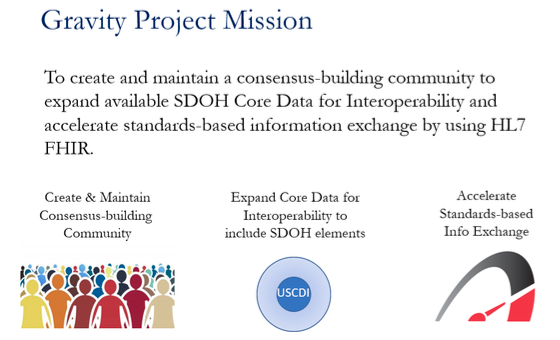 Gravity Project Mission
To create and maintain a consensus-building community to
expand available SDOH Core Data for Interoperability and
accelerate standards-based information exchange by using HL7
FHIR.
Create & Maintain
Consensus-building
Community
Expand Core Data for
Interoperability to
include SDOH elements
USCDI
Accelerate
Standards-based
Info Exchange